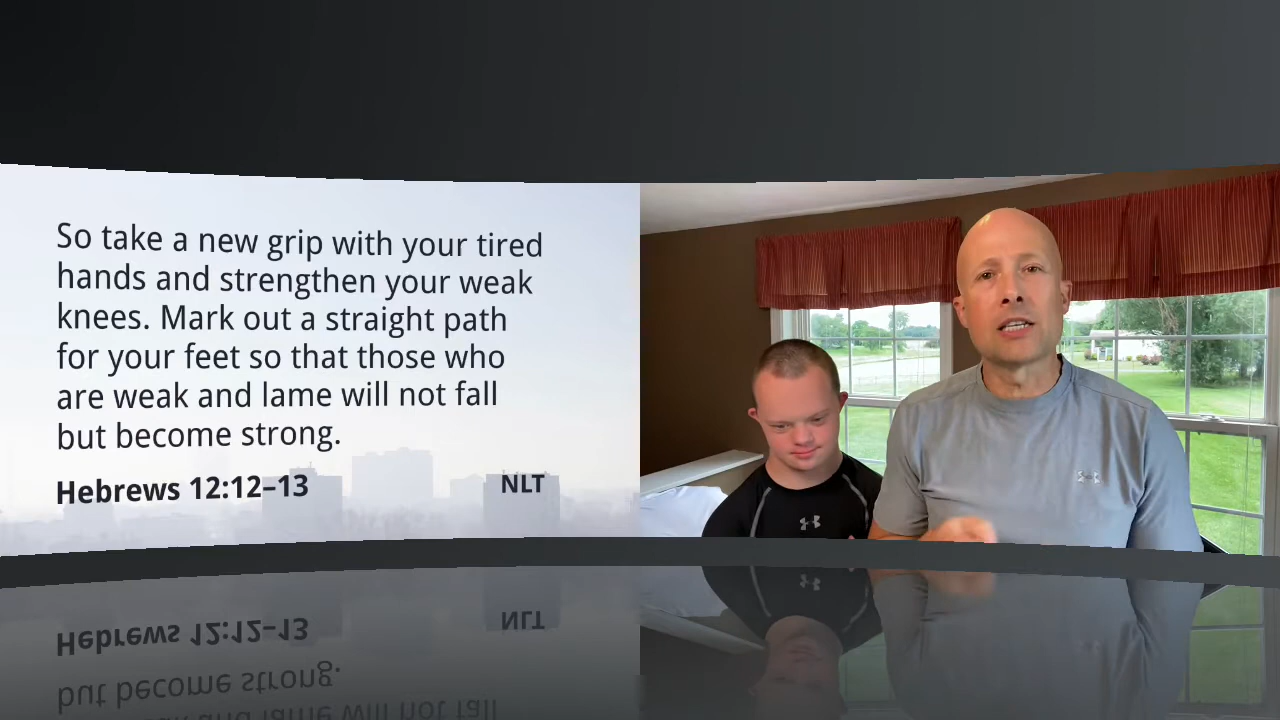 So take a new grip with your tired
hands and strengthen your weak
knees. Mark out a straight path
for your feet so that those who
are weak and lame will not fall
but become strong.
Hebrews 12:12–13 NLT